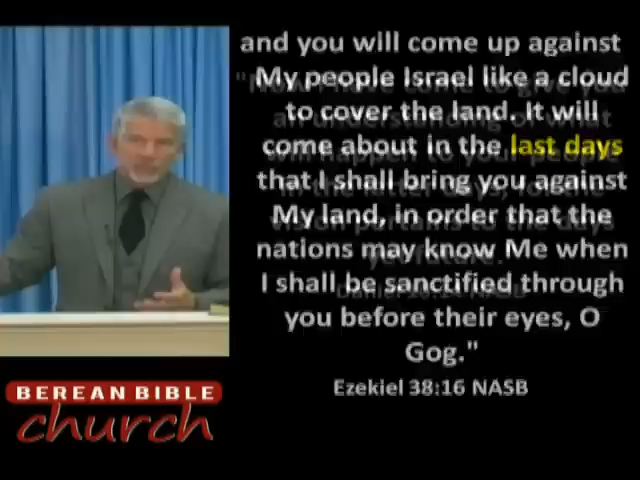 and you will come up against
My people Israel like a cloud
to cover the land. It will
come about in the last days
that I shall bring you against
My land, in order that the
nations may know Me when
I shall be sanctified through
you before their eyes, O
Gog."
Ezekiel 38:16 NASB
BEREAN BIBLE
church